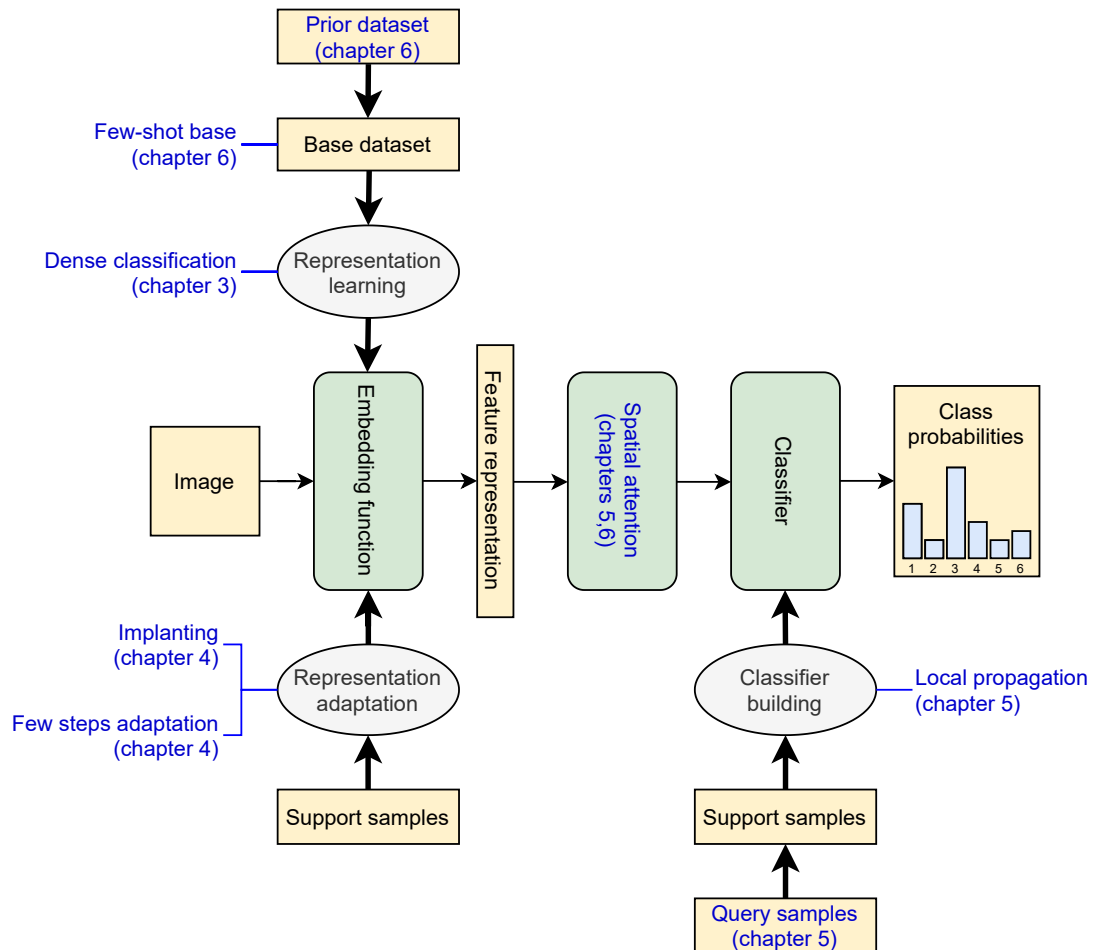 Prior dataset
(chapter 6)
Few-shot base
(chapter 6)
Base dataset
Dense classification
(chapter 3)
Representation
learning
Image
Embedding function
Feature representation
Spatial attention
(chapters 5,6)
Classifier
Class
probabilities
1 2 3 4 5 6
Implanting
(chapter 4)
Few steps adaptation
(chapter 4)
Representation
adaptation
Classifier
building
Local propagation
(chapter 5)
Support samples
Support samples
Query samples
(chapter 5)